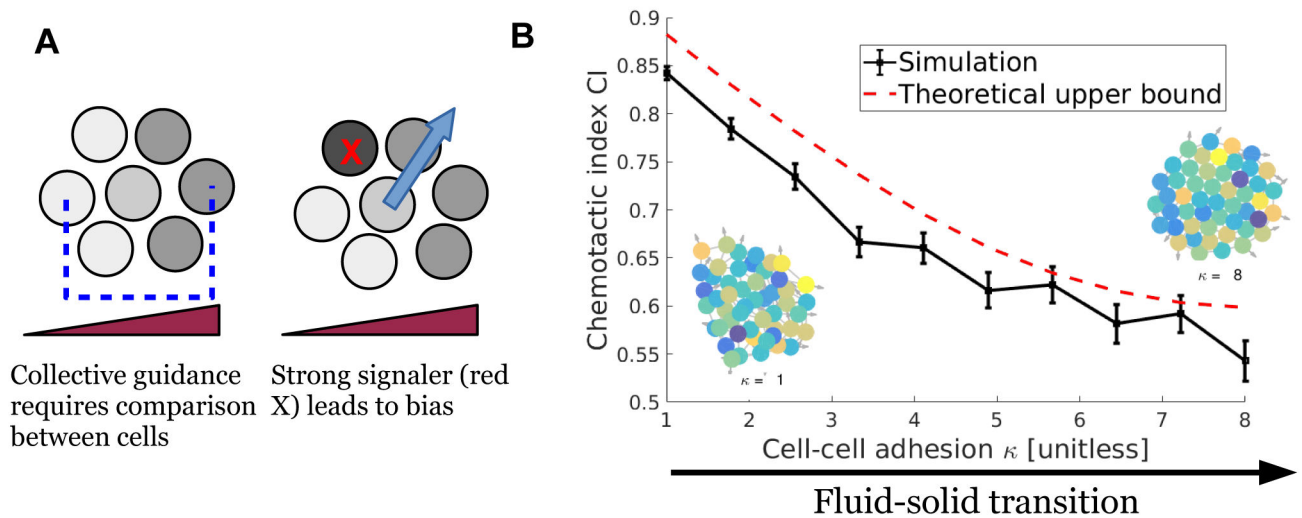 A
X
Collective guidance
requires comparison
between cells
Strong signaler (red
X) leads to bias
B
Chemotactic index CI
0.9
0.85
0.8
0.75
0.7
0.65
0.6
0.55
0.5
Simulation
Theoretical upper bound
κ = 1
κ = 8
1 2 3 4 5 6 7 8
Cell-cell adhesion κ [unitless]
Fluid-solid transition